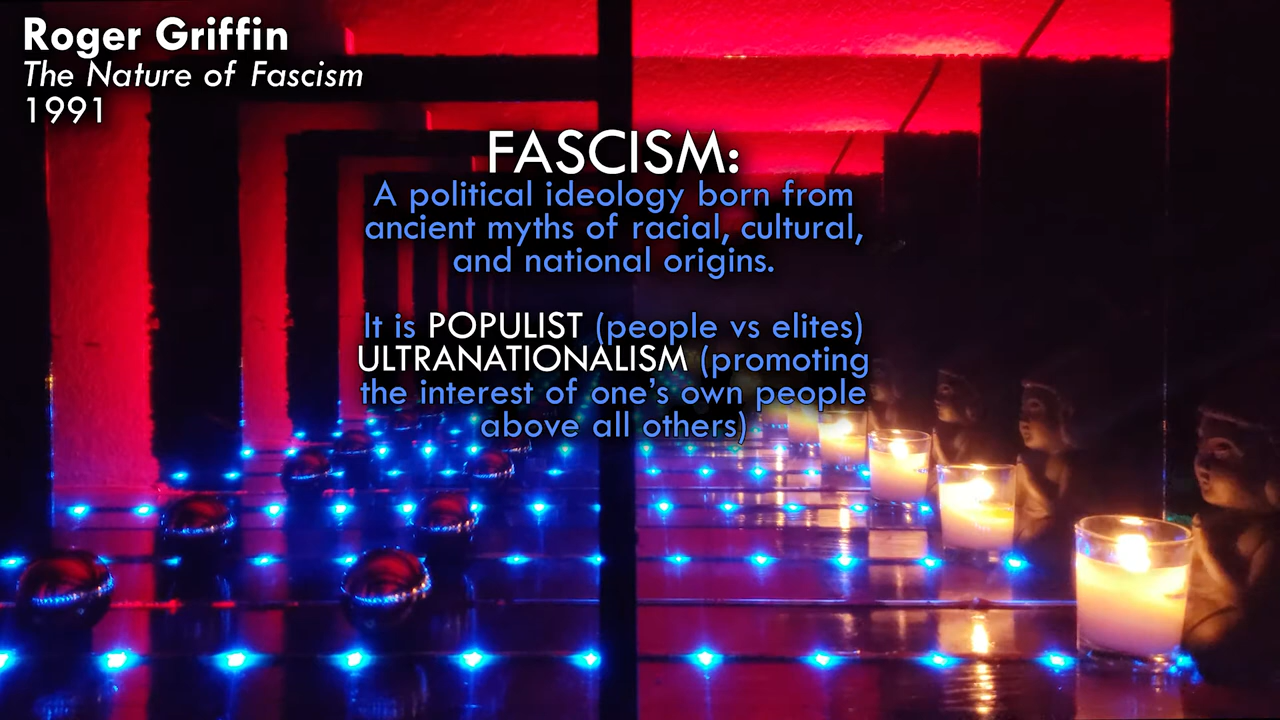 Roger Griffin
The Nature of Fascism
1991
FASCISM:
A political ideology born from
ancient myths of racial, cultural,
and national origins.
It is POPULIST (people vs elites)
ULTRANATIONALISM (promoting
the interest of one’s own people
above all others)